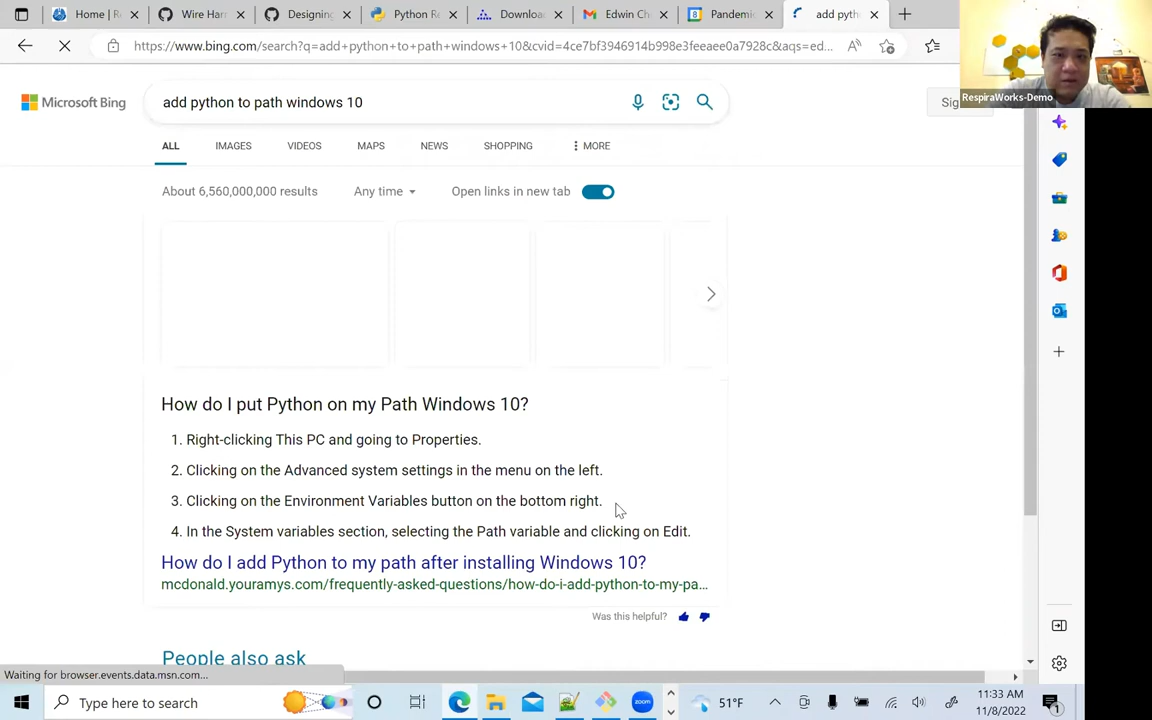 Home | R
Wire Harr
Designing
Python Re
Downloa
Edwin Ch
Pandemic
add pyth
https://www.bing.com/search?q=add+python+to+path+windows+10&cvid=4ce7bf3946914b998e3feeaee0a7928c&aqs=ed...
RespiraWorks-Demo
Microsoft Bing
add python to path windows 10
Sig
ALL IMAGES VIDEOS MAPS NEWS SHOPPING MORE
About 6,560,000,000 results Any time Open links in new tab
How do I put Python on my Path Windows 10?
1. Right-clicking This PC and going to Properties.
2. Clicking on the Advanced system settings in the menu on the left.
3. Clicking on the Environment Variables button on the bottom right.
4. In the System variables section, selecting the Path variable and clicking on Edit.
How do I add Python to my path after installing Windows 10?
mcdonald.youramys.com/frequently-asked-questions/how-do-i-add-python-to-my-pa...
Was this helpful?
People also ask
Waiting for browser.events.data.msn.com...
Type here to search
51°F
11:33 AM
11/8/2022
1